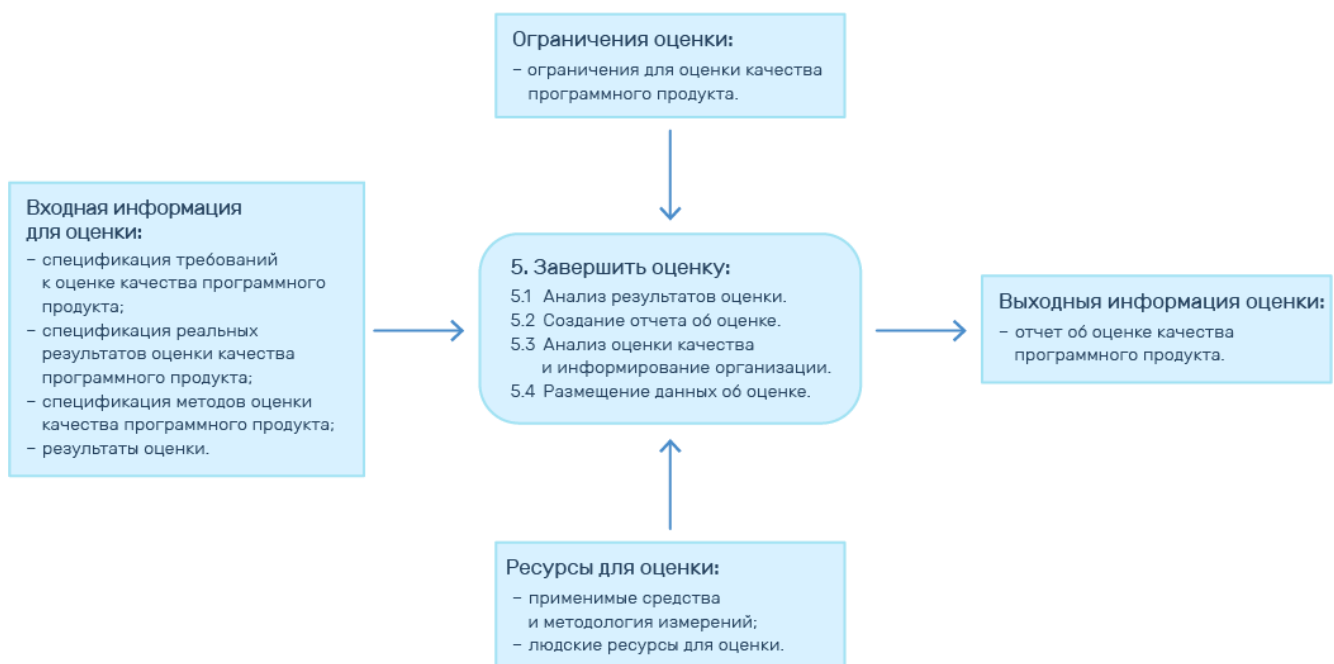 Ограничения оценки:
– ограничения для оценки качества
программного продукта.
Входная информация
для оценки:
– спецификация требований
к оценке качества программного
продукта;
– спецификация реальных
результатов оценки качества
программного продукта;
– спецификация методов оценки
качества программного продукта;
– результаты оценки.
5. Завершить оценку:
5.1 Анализ результатов оценки.
5.2 Создание отчета об оценке.
5.3 Анализ оценки качества
и информирование организации.
5.4 Размещение данных об оценке.
Выходныя информация оценки:
– отчет об оценке качества
программного продукта.
Ресурсы для оценки:
– применимые средства
и методология измерений;
– людские ресурсы для оценки.